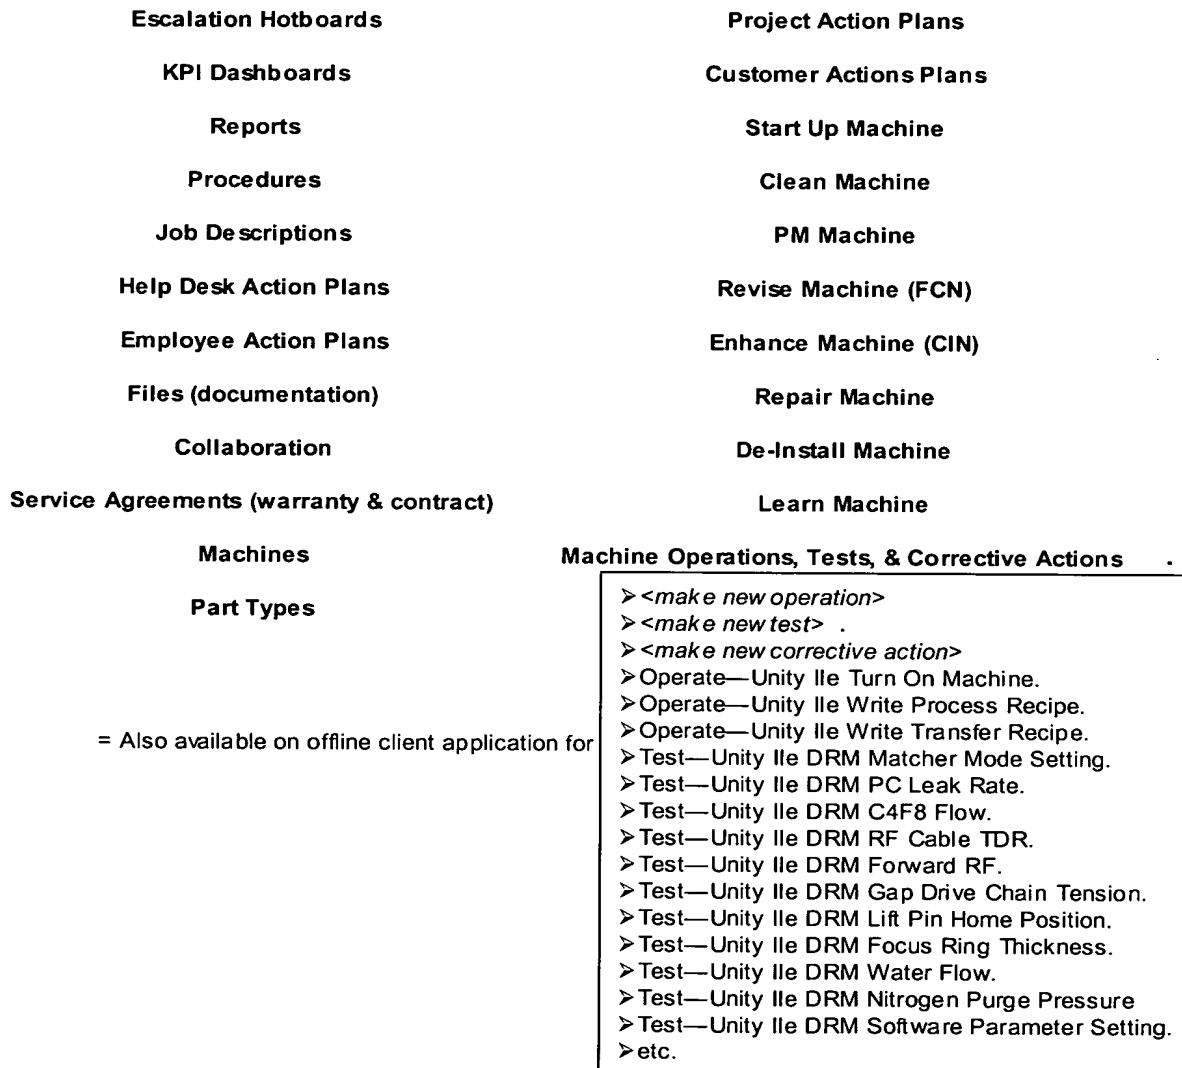 Escalation Hotboards
KPI Dashboards
Reports
Procedures
Job Descriptions
Help Desk Action Plans
Employee Action Plans
Files (documentation)
Collaboration
Service Agreements (warranty & contract)
Machines
Part Types
= Also available on offline client application for
Project Action Plans
Customer Actions Plans
Start Up Machine
Clean Machine
PM Machine
Revise Machine (FCN)
Enhance Machine (CIN)
Repair Machine
De-Install Machine
Learn Machine
Machine Operations, Tests, & Corrective Actions
➢<make new operation>
➢<make new test> .
➢<make new corrective action>
➢Operate—Unity IIe Turn On Machine.
➢Operate—Unity IIe Write Process Recipe.
➢Operate—Unity IIe Write Transfer Recipe.
➢Test—Unity IIe DRM Matcher Mode Setting.
➢Test—Unity IIe DRM PC Leak Rate.
➢Test—Unity IIe DRM C4F8 Flow.
➢Test—Unity IIe DRM RF Cable TDR.
➢Test—Unity IIe DRM Forward RF.
➢Test—Unity IIe DRM Gap Drive Chain Tension.
➢Test—Unity IIe DRM Lift Pin Home Position.
➢Test—Unity IIe DRM Focus Ring Thickness.
➢Test—Unity IIe DRM Water Flow.
➢Test—Unity IIe DRM Nitrogen Purge Pressure
➢Test—Unity IIe DRM Software Parameter Setting.
➢etc.